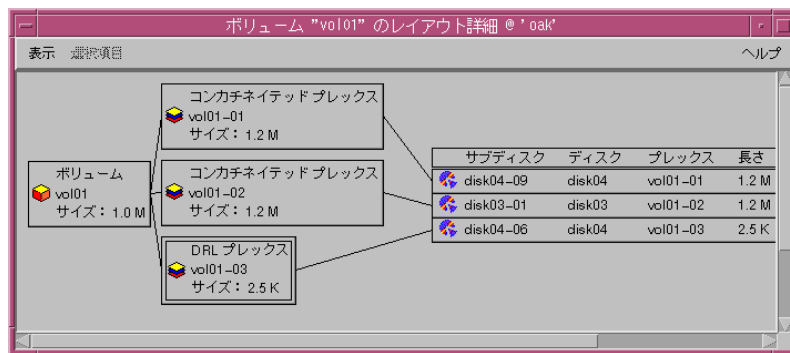 ボリューム "vol01" のレイアウト詳細 @ 'oak'
表示 選択項目 ヘルプ
コンカチネイテッド プレックス
vol01-01
サイズ： 1.2 M
ボリューム
vol01
サイズ： 1.0 M
コンカチネイテッド プレックス
vol01-02
サイズ： 1.2 M
DRL プレックス
vol01-03
サイズ： 2.5 K
サブディスク ディスク プレックス 長さ
disk04-09 disk04 vol01-01 1.2 M
disk03-01 disk03 vol01-02 1.2 M
disk04-06 disk04 vol01-03 2.5 K